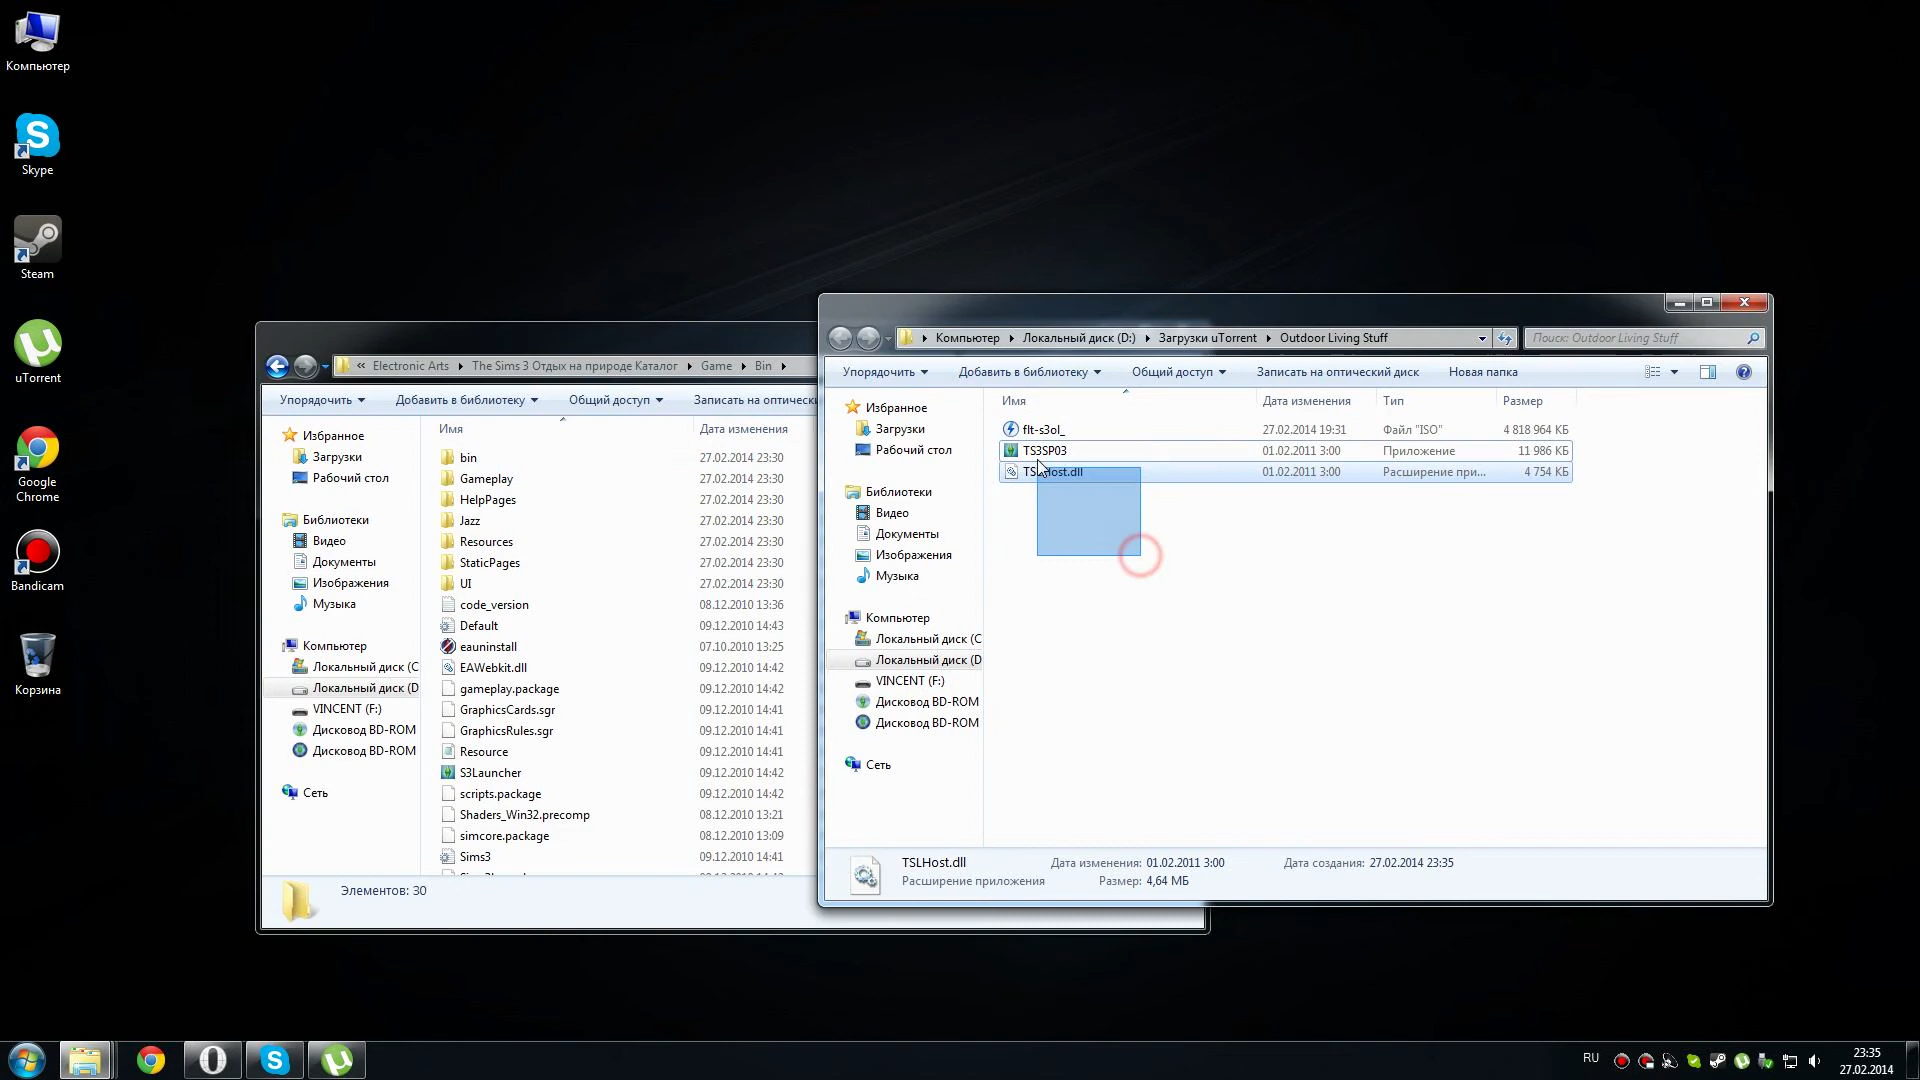 Компьютер
Skype
Steam
uTorrent
Google
Chrome
Bandicam
Корзина
« Electronic Arts The Sims 3 Отдых на природе Каталог Game Bin
Упорядочить Добавить в библиотеку Общий доступ Записать на оптически
Избранное
Загрузки
Рабочий стол
Библиотеки
Видео
Документы
Изображения
Музыка
Компьютер
Локальный диск (C
Локальный диск (D
VINCENT (F:)
Дисковод BD-ROM
Дисковод BD-ROM
Сеть
Имя Дата изменения
bin 27.02.2014 23:30
Gameplay 27.02.2014 23:30
HelpPages 27.02.2014 23:30
Jazz 27.02.2014 23:30
Resources 27.02.2014 23:30
StaticPages 27.02.2014 23:30
UI 27.02.2014 23:30
code_version 08.12.2010 13:36
Default 09.12.2010 14:43
eauninstall 07.10.2010 13:25
EAWebkit.dll 09.12.2010 14:42
gameplay.package 09.12.2010 14:42
GraphicsCards.sgr 09.12.2010 14:41
GraphicsRules.sgr 09.12.2010 14:41
Resource 09.12.2010 14:41
S3Launcher 09.12.2010 14:42
scripts.package 09.12.2010 14:42
Shaders_Win32.precomp 08.12.2010 13:21
simcore.package 08.12.2010 13:09
Sims3 09.12.2010 14:41
Элементов: 30
Компьютер Локальный диск (D:) Загрузки uTorrent Outdoor Living Stuff
Поиск: Outdoor Living Stuff
Упорядочить Добавить в библиотеку Общий доступ Записать на оптический диск Новая папка
Избранное
Загрузки
Рабочий стол
Библиотеки
Видео
Документы
Изображения
Музыка
Компьютер
Локальный диск (C
Локальный диск (D
VINCENT (F:)
Дисковод BD-ROM
Дисковод BD-ROM
Сеть
Имя Дата изменения Тип Размер
flt-s3ol_ 27.02.2014 19:31 Файл "ISO" 4 818 964 КБ
TS3SP03 01.02.2011 3:00 Приложение 11 986 КБ
TSLHost.dll 01.02.2011 3:00 Расширение при... 4 754 КБ
TSLHost.dll Дата изменения: 01.02.2011 3:00 Дата создания: 27.02.2014 23:35
Расширение приложения Размер: 4,64 МБ
RU
23:35
27.02.2014